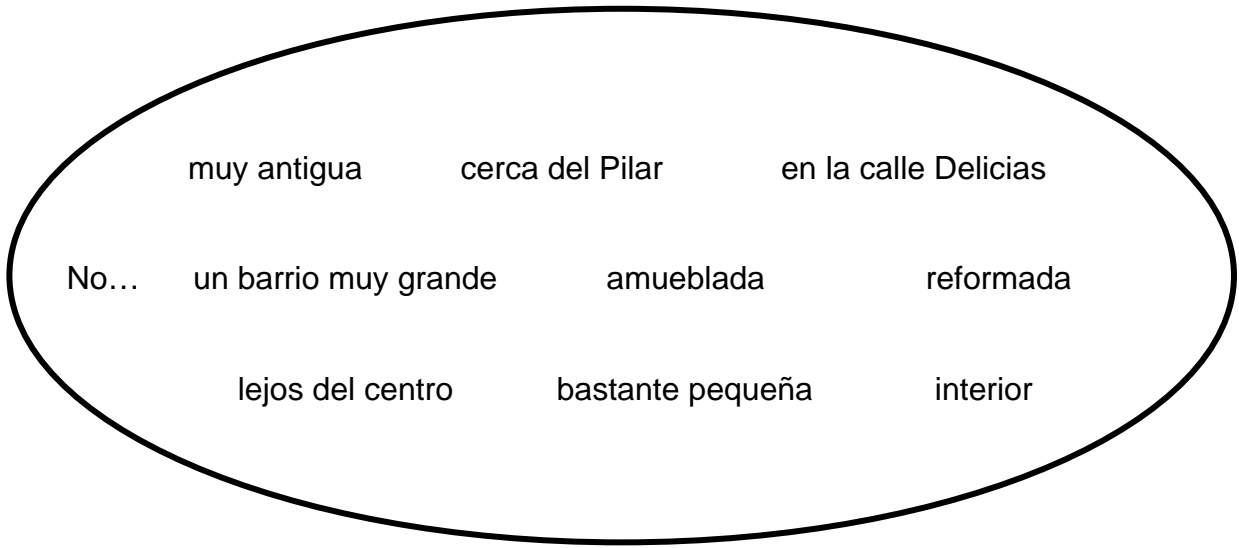 muy antigua cerca del Pilar en la calle Delicias
No… un barrio muy grande amueblada reformada
lejos del centro bastante pequeña interior